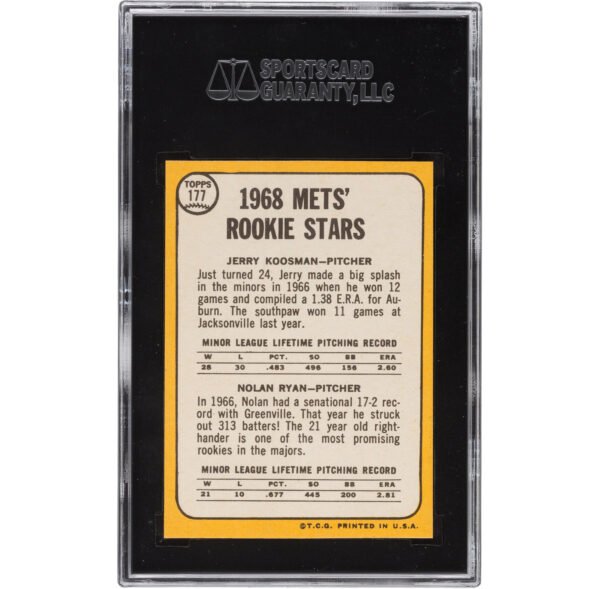 SPORTSCARD
GUARANTY, LLC
TOPPS
177
1968 METS'
ROOKIE STARS
JERRY KOOSMAN—PITCHER
Just turned 24, Jerry made a big splash
in the minors in 1966 when he won 12
games and compiled a 1.38 E.R.A. for Au-
burn. The southpaw won 11 games at
Jacksonville last year.
MINOR LEAGUE LIFETIME PITCHING RECORD
W L PCT. SO BB ERA
28 30 .483 496 156 2.60
NOLAN RYAN—PITCHER
In 1966, Nolan had a senational 17-2 rec-
ord with Greenville. That year he struck
out 313 batters! The 21 year old right-
hander is one of the most promising
rookies in the majors.
MINOR LEAGUE LIFETIME PITCHING RECORD
W L PCT. SO BB ERA
21 10 .677 445 200 2.81
©T.C.G. PRINTED IN U.S.A.